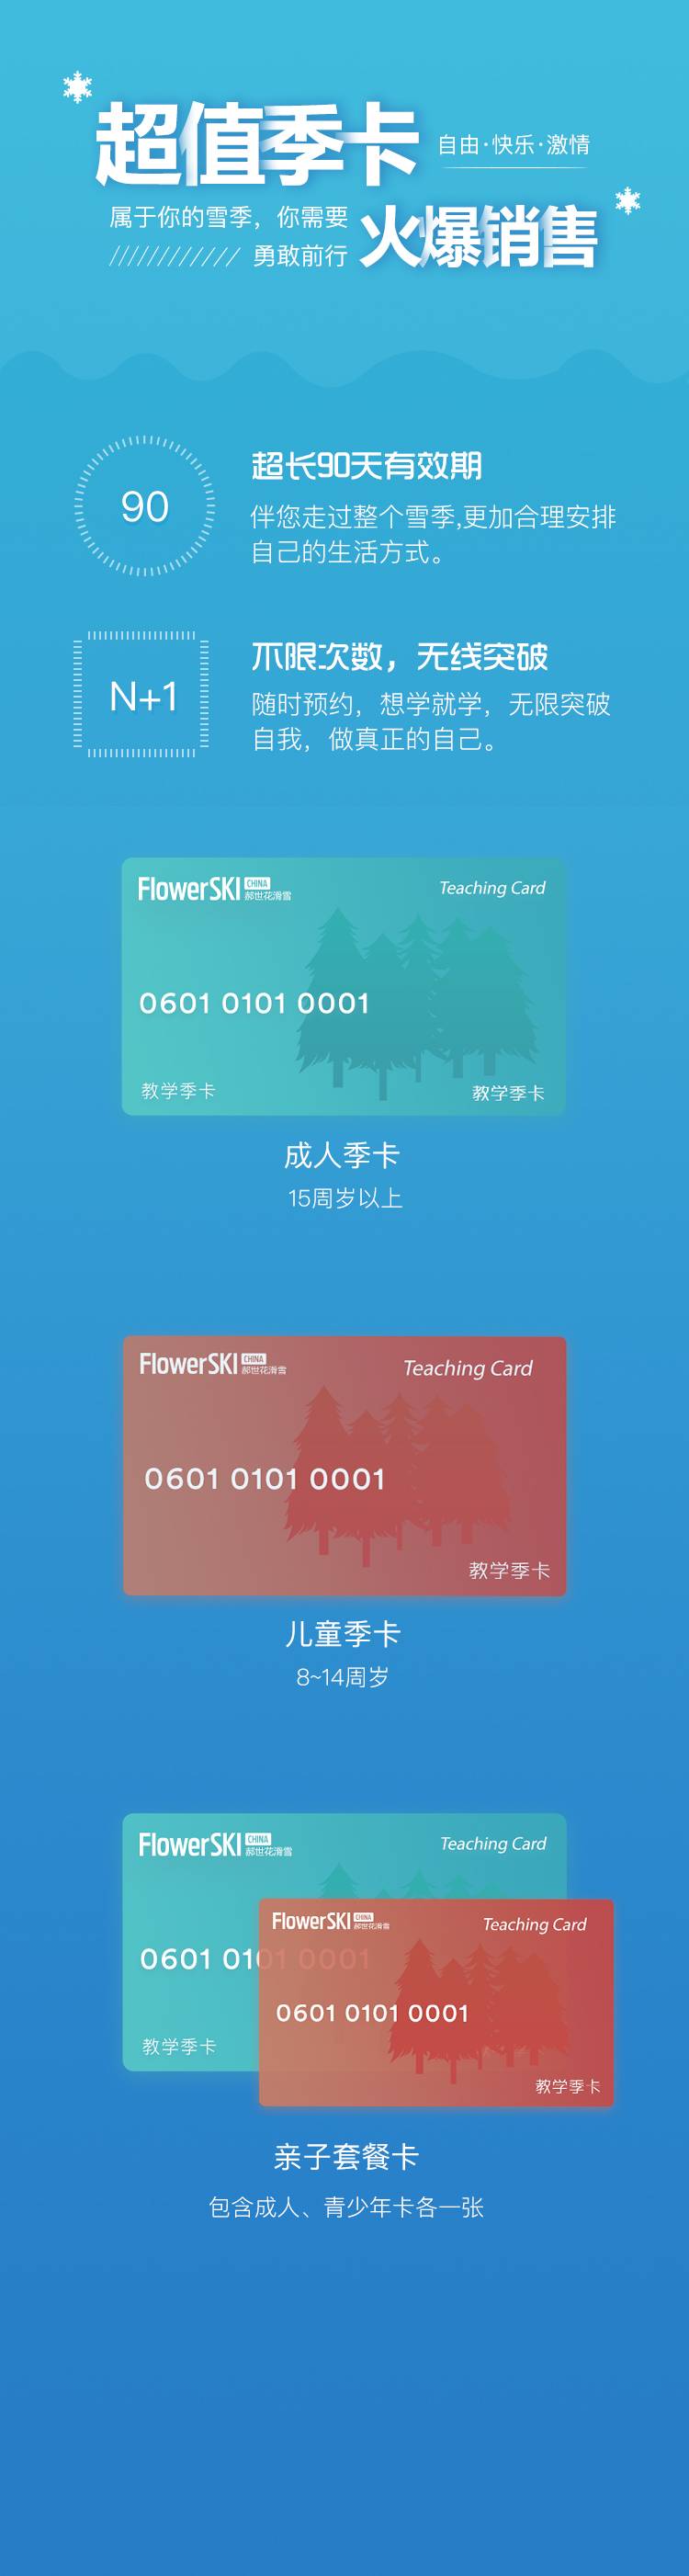 超值季卡
自由·快乐·激情
属于你的雪季，你需要
勇敢前行
火爆销售
90
超长90天有效期
伴您走过整个雪季,更加合理安排
自己的生活方式。
N+1
不限次数，无线突破
随时预约，想学就学，无限突破
自我，做真正的自己。
FlowerSKI CHINA 郝世花滑雪
Teaching Card
0601 0101 0001
教学季卡
教学季卡
成人季卡
15周岁以上
FlowerSKI CHINA 郝世花滑雪
Teaching Card
0601 0101 0001
教学季卡
儿童季卡
8~14周岁
FlowerSKI CHINA 郝世花滑雪
Teaching Card
0601 0101 0001
教学季卡
FlowerSKI CHINA 郝世花滑雪
Teaching Card
0601 0101 0001
教学季卡
亲子套餐卡
包含成人、青少年卡各一张